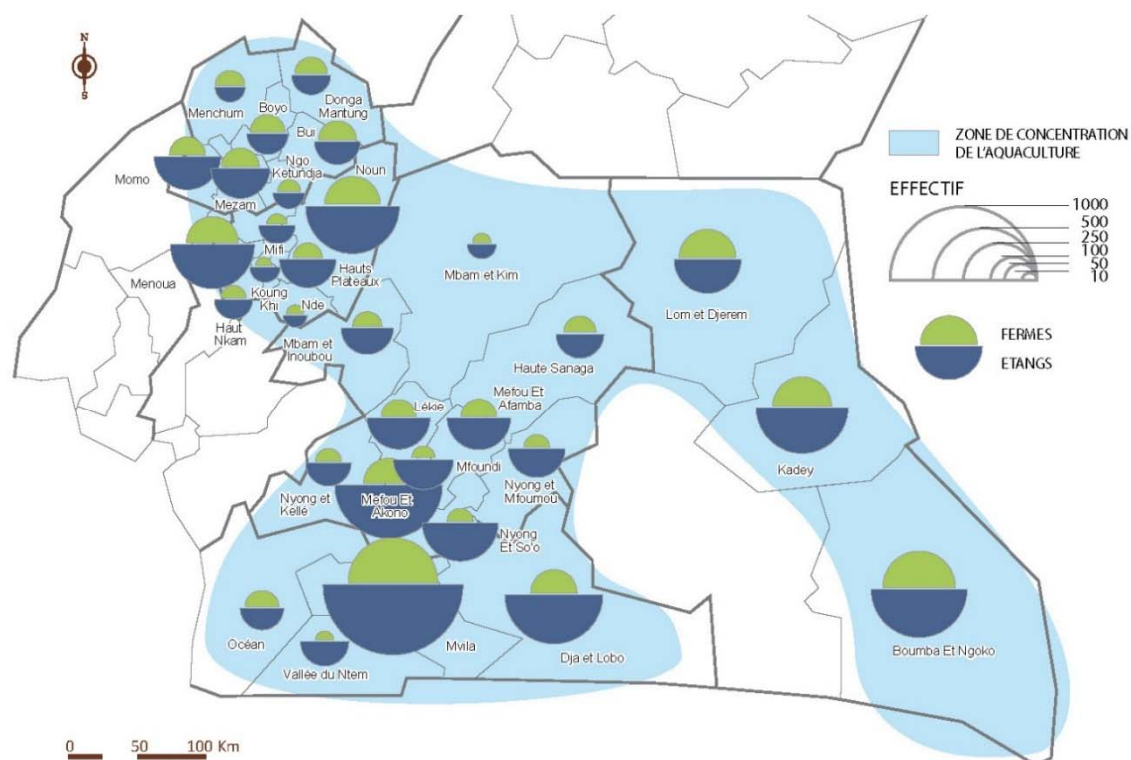 N
S
Menchum
Boyo
Donga
Mantung
Bui
Momo
Ngo
Ketundja
Noun
Mezam
Mifi
Menoua
Koung
Khi
Hauts
Plateaux
Nde
Haut
Nkam
Mbam et
Inoubou
Mbam et Kim
Lom et Djerem
Haute Sanaga
Mefou Et
Afamba
Lékie
Mfoundi
Kadey
Nyong et
Kellé
Mefou Et
Akono
Nyong et
Mfoumou
Nyong
Et So'o
Océan
Vallée du Ntem
Mvila
Dja et Lobo
Boumba Et Ngoko
ZONE DE CONCENTRATION
DE L'AQUACULTURE
EFFECTIF
1000
500
250
100
50
10
FERMES
ETANGS
0 50 100 Km